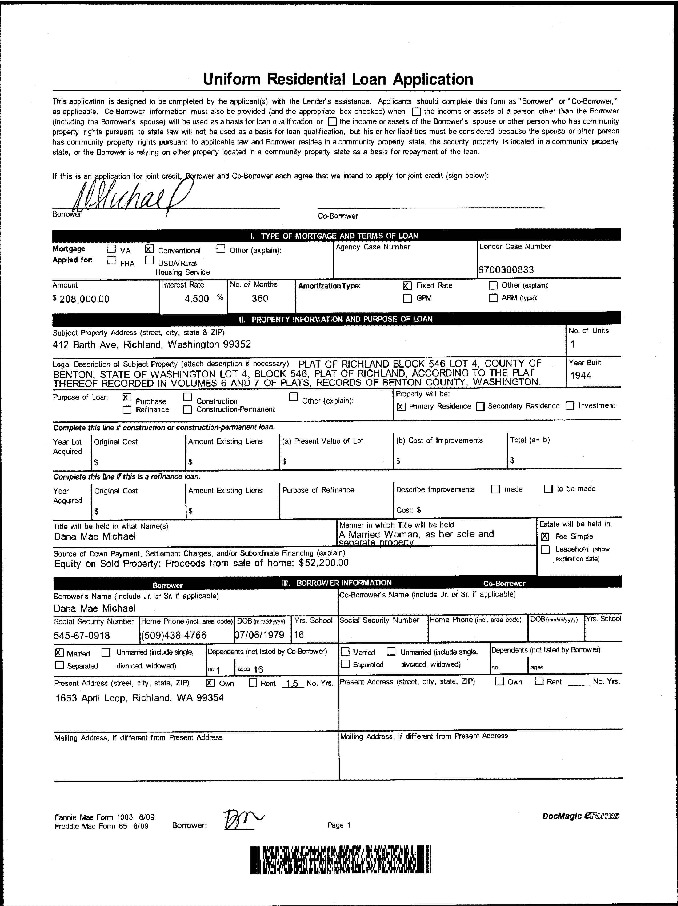 Uniform Residential Loan Application
This application is designed to be completed by the applicant(s) with the Lender's assistance. Applicants should complete this form as "Borrower" or "Co-Borrower,"
as applicable. Co-Borrower information must also be provided (and the appropriate box checked) when ☐ the income or assets of a person other than the Borrower
(including the Borrower's spouse) will be used as a basis for loan qualification or ☐ the income or assets of the Borrower's spouse or other person who has community
property rights pursuant to state law will not be used as a basis for loan qualification, but his or her liabilities must be considered because the spouse or other person
has community property rights pursuant to applicable law and Borrower resides in a community property state, the security property is located in a community property
state, or the Borrower is relying on other property located in a community property state as a basis for repayment of the loan.
If this is an application for joint credit, Borrower and Co-Borrower each agree that we intend to apply for joint credit (sign below):
Borrower Co-Borrower
I. TYPE OF MORTGAGE AND TERMS OF LOAN
Mortgage ☐ VA ☒ Conventional ☐ Other (explain): Agency Case Number Lender Case Number
Applied for: ☐ FHA ☐ USDA/Rural Housing Service 5700300833
Amount Interest Rate No. of Months Amortization Type: ☒ Fixed Rate ☐ Other (explain):
$ 208,000.00 4.500 % 360 ☐ GPM ☐ ARM (type):
II. PROPERTY INFORMATION AND PURPOSE OF LOAN
Subject Property Address (street, city, state & ZIP) No. of Units
412 Barth Ave, Richland, Washington 99352 1
Legal Description of Subject Property (attach description if necessary) PLAT OF RICHLAND BLOCK 546 LOT 4, COUNTY OF Year Built
BENTON, STATE OF WASHINGTON LOT 4, BLOCK 546, PLAT OF RICHLAND, ACCORDING TO THE PLAT 1944
THEREOF RECORDED IN VOLUMES 6 AND 7 OF PLATS, RECORDS OF BENTON COUNTY, WASHINGTON.
Purpose of Loan: ☒ Purchase ☐ Construction ☐ Other (explain): Property will be:
☐ Refinance ☐ Construction-Permanent ☒ Primary Residence ☐ Secondary Residence ☐ Investment
Complete this line if construction or construction-permanent loan.
Year Lot Acquired Original Cost Amount Existing Liens (a) Present Value of Lot (b) Cost of Improvements Total (a+b)
$ $ $ $ $
Complete this line if this is a refinance loan.
Year Acquired Original Cost Amount Existing Liens Purpose of Refinance Describe Improvements ☐ made ☐ to be made
$ $ Cost: $
Title will be held in what Name(s) Manner in which Title will be held Estate will be held in:
Dana Mae Michael A Married Woman, as her sole and separate property ☒ Fee Simple
Source of Down Payment, Settlement Charges, and/or Subordinate Financing (explain) ☐ Leasehold (show expiration date)
Equity on Sold Property: Proceeds from sale of home: $52,200.00
Borrower III. BORROWER INFORMATION Co-Borrower
Borrower's Name (include Jr. or Sr. if applicable) Co-Borrower's Name (include Jr. or Sr. if applicable)
Dana Mae Michael
Social Security Number Home Phone (incl. area code) DOB (mm/dd/yyyy) Yrs. School Social Security Number Home Phone (incl. area code) DOB (mm/dd/yyyy) Yrs. School
545-67-0918 (509)438-4766 07/06/1979 16
☒ Married ☐ Unmarried (include single, Dependents (not listed by Co-Borrower) ☐ Married ☐ Unmarried (include single, Dependents (not listed by Borrower)
☐ Separated divorced, widowed) no. 1 ages 16 ☐ Separated divorced, widowed) no. ages
Present Address (street, city, state, ZIP) ☒ Own ☐ Rent 1.5 No. Yrs. Present Address (street, city, state, ZIP) ☐ Own ☐ Rent No. Yrs.
1653 April Loop, Richland, WA 99354
Mailing Address, if different from Present Address Mailing Address, if different from Present Address
Fannie Mae Form 1003 6/09
Freddie Mac Form 65 6/09 Borrower: DM Page 1 DocMagic